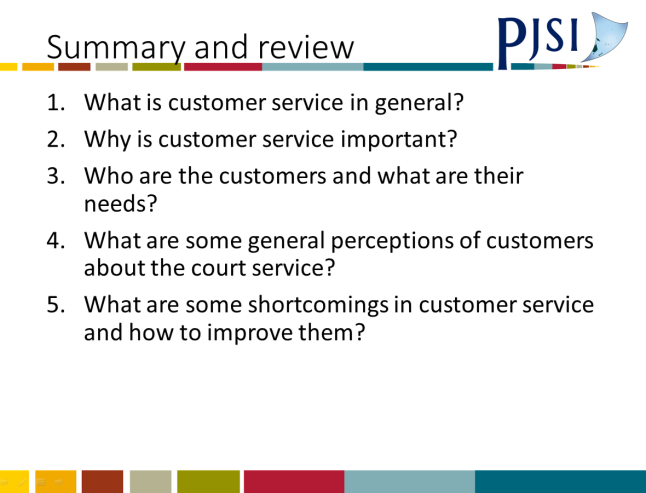 Summary and review
PJSI
1. What is customer service in general?
2. Why is customer service important?
3. Who are the customers and what are their
needs?
4. What are some general perceptions of customers
about the court service?
5. What are some shortcomings in customer service
and how to improve them?